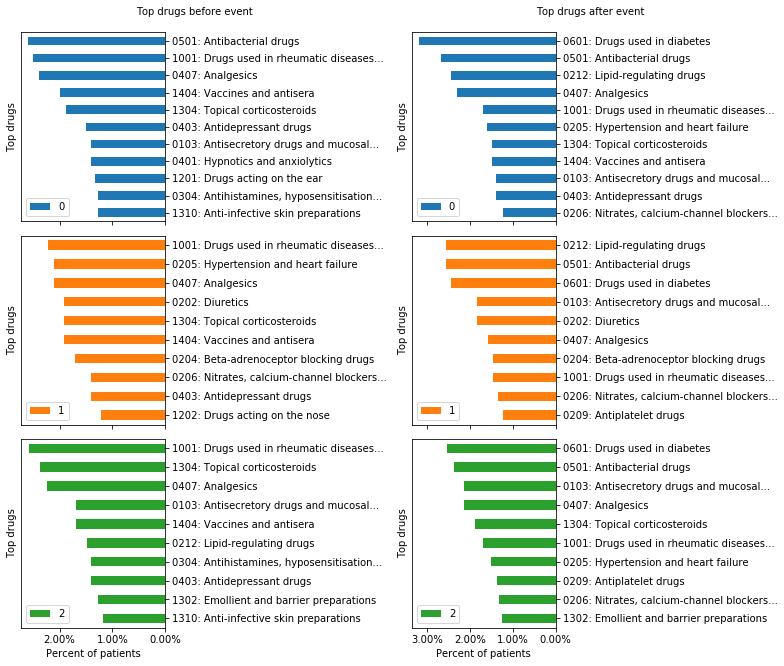 Top drugs before event
Top drugs
0501: Antibacterial drugs
1001: Drugs used in rheumatic diseases...
0407: Analgesics
1404: Vaccines and antisera
1304: Topical corticosteroids
0403: Antidepressant drugs
0103: Antisecretory drugs and mucosal...
0401: Hypnotics and anxiolytics
1201: Drugs acting on the ear
0304: Antihistamines, hyposensitisation...
1310: Anti-infective skin preparations
0
Top drugs
1001: Drugs used in rheumatic diseases...
0205: Hypertension and heart failure
0407: Analgesics
0202: Diuretics
1304: Topical corticosteroids
1404: Vaccines and antisera
0204: Beta-adrenoceptor blocking drugs
0206: Nitrates, calcium-channel blockers...
0403: Antidepressant drugs
1202: Drugs acting on the nose
1
Top drugs
1001: Drugs used in rheumatic diseases...
1304: Topical corticosteroids
0407: Analgesics
0103: Antisecretory drugs and mucosal...
1404: Vaccines and antisera
0212: Lipid-regulating drugs
0304: Antihistamines, hyposensitisation...
0403: Antidepressant drugs
1302: Emollient and barrier preparations
1310: Anti-infective skin preparations
2
2.00% 1.00% 0.00%
Percent of patients
Top drugs after event
Top drugs
0601: Drugs used in diabetes
0501: Antibacterial drugs
0212: Lipid-regulating drugs
0407: Analgesics
1001: Drugs used in rheumatic diseases...
0205: Hypertension and heart failure
1304: Topical corticosteroids
1404: Vaccines and antisera
0103: Antisecretory drugs and mucosal...
0403: Antidepressant drugs
0206: Nitrates, calcium-channel blockers...
0
Top drugs
0212: Lipid-regulating drugs
0501: Antibacterial drugs
0601: Drugs used in diabetes
0103: Antisecretory drugs and mucosal...
0202: Diuretics
0407: Analgesics
0204: Beta-adrenoceptor blocking drugs
1001: Drugs used in rheumatic diseases...
0206: Nitrates, calcium-channel blockers...
0209: Antiplatelet drugs
1
Top drugs
0601: Drugs used in diabetes
0501: Antibacterial drugs
0103: Antisecretory drugs and mucosal...
0407: Analgesics
1304: Topical corticosteroids
1001: Drugs used in rheumatic diseases...
0205: Hypertension and heart failure
0209: Antiplatelet drugs
0206: Nitrates, calcium-channel blockers...
1302: Emollient and barrier preparations
2
3.00% 2.00% 1.00% 0.00%
Percent of patients